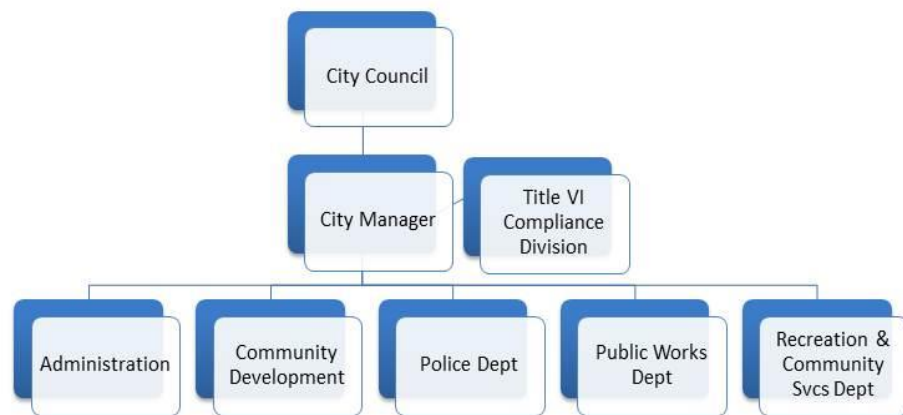 City Council
City Manager
Title VI
Compliance
Division
Administration
Community
Development
Police Dept
Public Works
Dept
Recreation &
Community
Svcs Dept